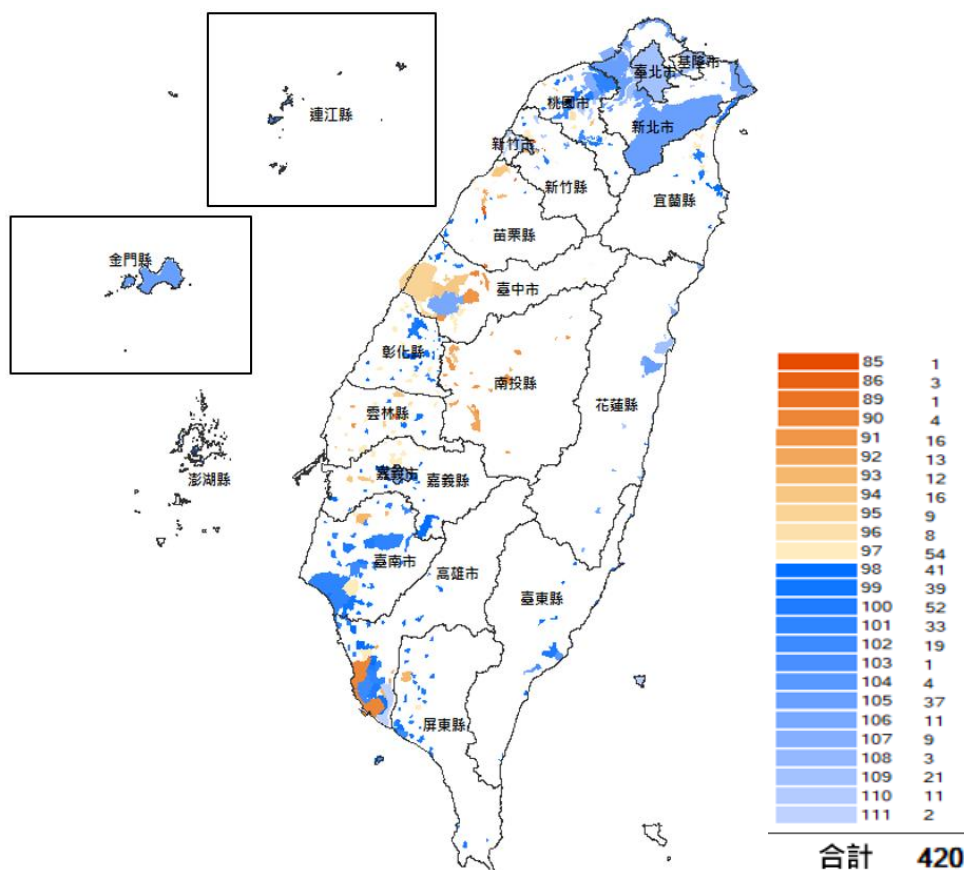 連江縣
金門縣
澎湖縣
基隆市
臺北市
桃園市
新北市
新竹市
新竹縣
宜蘭縣
苗栗縣
臺中市
彰化縣
南投縣
花蓮縣
雲林縣
嘉義市
嘉義縣
臺南市
高雄市
臺東縣
屏東縣
85 1
86 3
89 1
90 4
91 16
92 13
93 12
94 16
95 9
96 8
97 54
98 41
99 39
100 52
101 33
102 19
103 1
104 4
105 37
106 11
107 9
108 3
109 21
110 11
111 2
合計 420